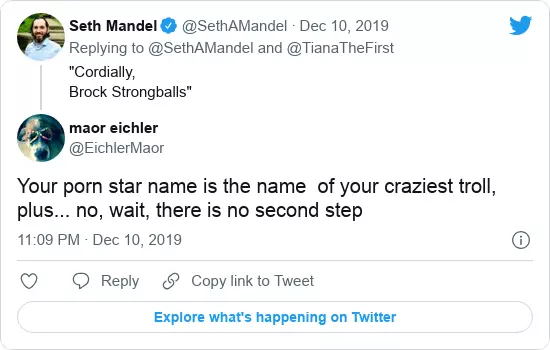 Seth Mandel @SethAMandel · Dec 10, 2019
Replying to @SethAMandel and @TianaTheFirst
"Cordially,
Brock Strongballs"
maor eichler
@EichlerMaor
Your porn star name is the name  of your craziest troll,
plus... no, wait, there is no second step
11:09 PM · Dec 10, 2019
Reply Copy link to Tweet
Explore what's happening on Twitter